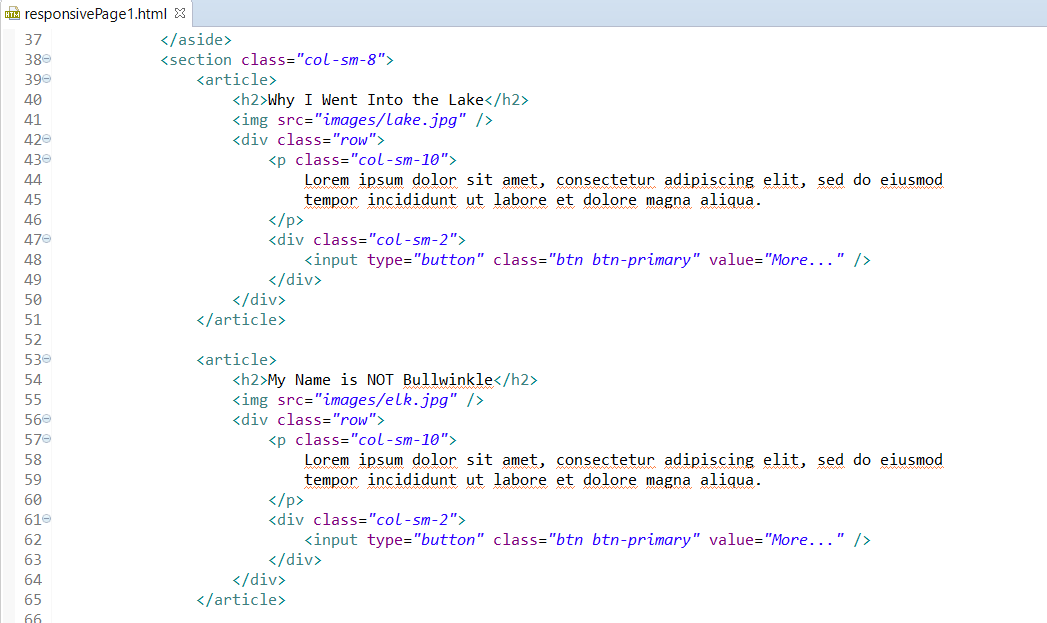 responsivePage1.html
37 </aside>
38 <section class="col-sm-8">
39 <article>
40 <h2>Why I Went Into the Lake</h2>
41 <img src="images/lake.jpg" />
42 <div class="row">
43 <p class="col-sm-10">
44 Lorem ipsum dolor sit amet, consectetur adipiscing elit, sed do eiusmod
45 tempor incididunt ut labore et dolore magna aliqua.
46 </p>
47 <div class="col-sm-2">
48 <input type="button" class="btn btn-primary" value="More..." />
49 </div>
50 </div>
51 </article>
52
53 <article>
54 <h2>My Name is NOT Bullwinkle</h2>
55 <img src="images/elk.jpg" />
56 <div class="row">
57 <p class="col-sm-10">
58 Lorem ipsum dolor sit amet, consectetur adipiscing elit, sed do eiusmod
59 tempor incididunt ut labore et dolore magna aliqua.
60 </p>
61 <div class="col-sm-2">
62 <input type="button" class="btn btn-primary" value="More..." />
63 </div>
64 </div>
65 </article>
66